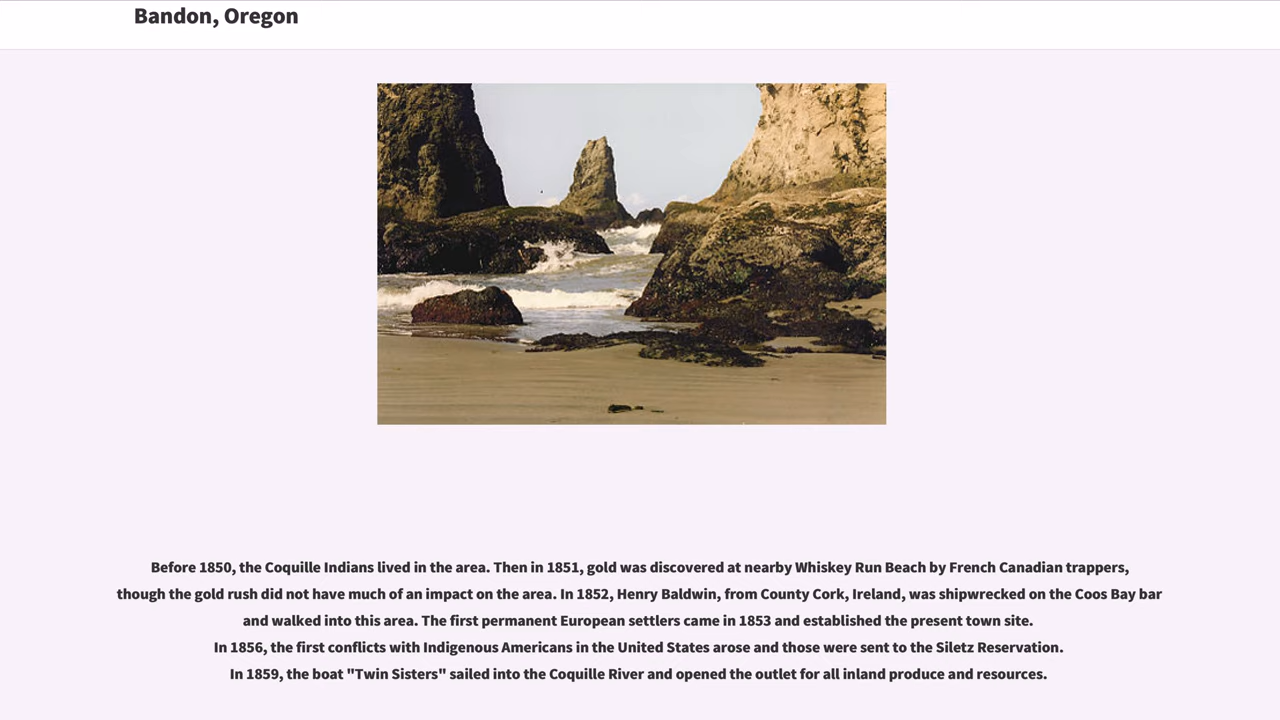 Bandon, Oregon
Before 1850, the Coquille Indians lived in the area. Then in 1851, gold was discovered at nearby Whiskey Run Beach by French Canadian trappers,
though the gold rush did not have much of an impact on the area. In 1852, Henry Baldwin, from County Cork, Ireland, was shipwrecked on the Coos Bay bar
and walked into this area. The first permanent European settlers came in 1853 and established the present town site.
In 1856, the first conflicts with Indigenous Americans in the United States arose and those were sent to the Siletz Reservation.
In 1859, the boat "Twin Sisters" sailed into the Coquille River and opened the outlet for all inland produce and resources.